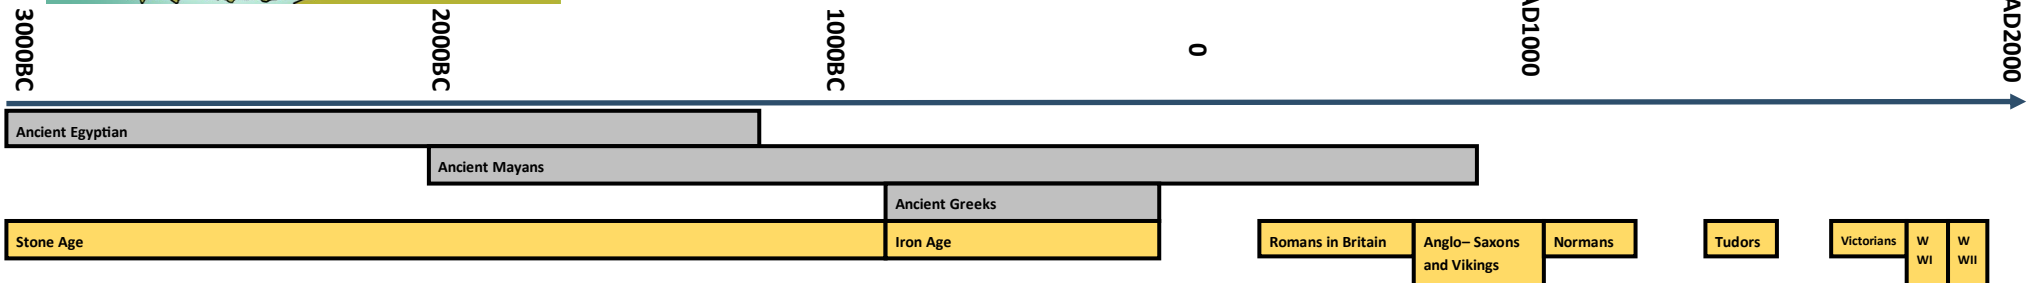 3000BC
2000BC
1000BC
0
AD1000
AD2000
Ancient Egyptian
Ancient Mayans
Ancient Greeks
Stone Age
Iron Age
Romans in Britain
Anglo– Saxons
and Vikings
Normans
Tudors
Victorians
W
WI
W
WII